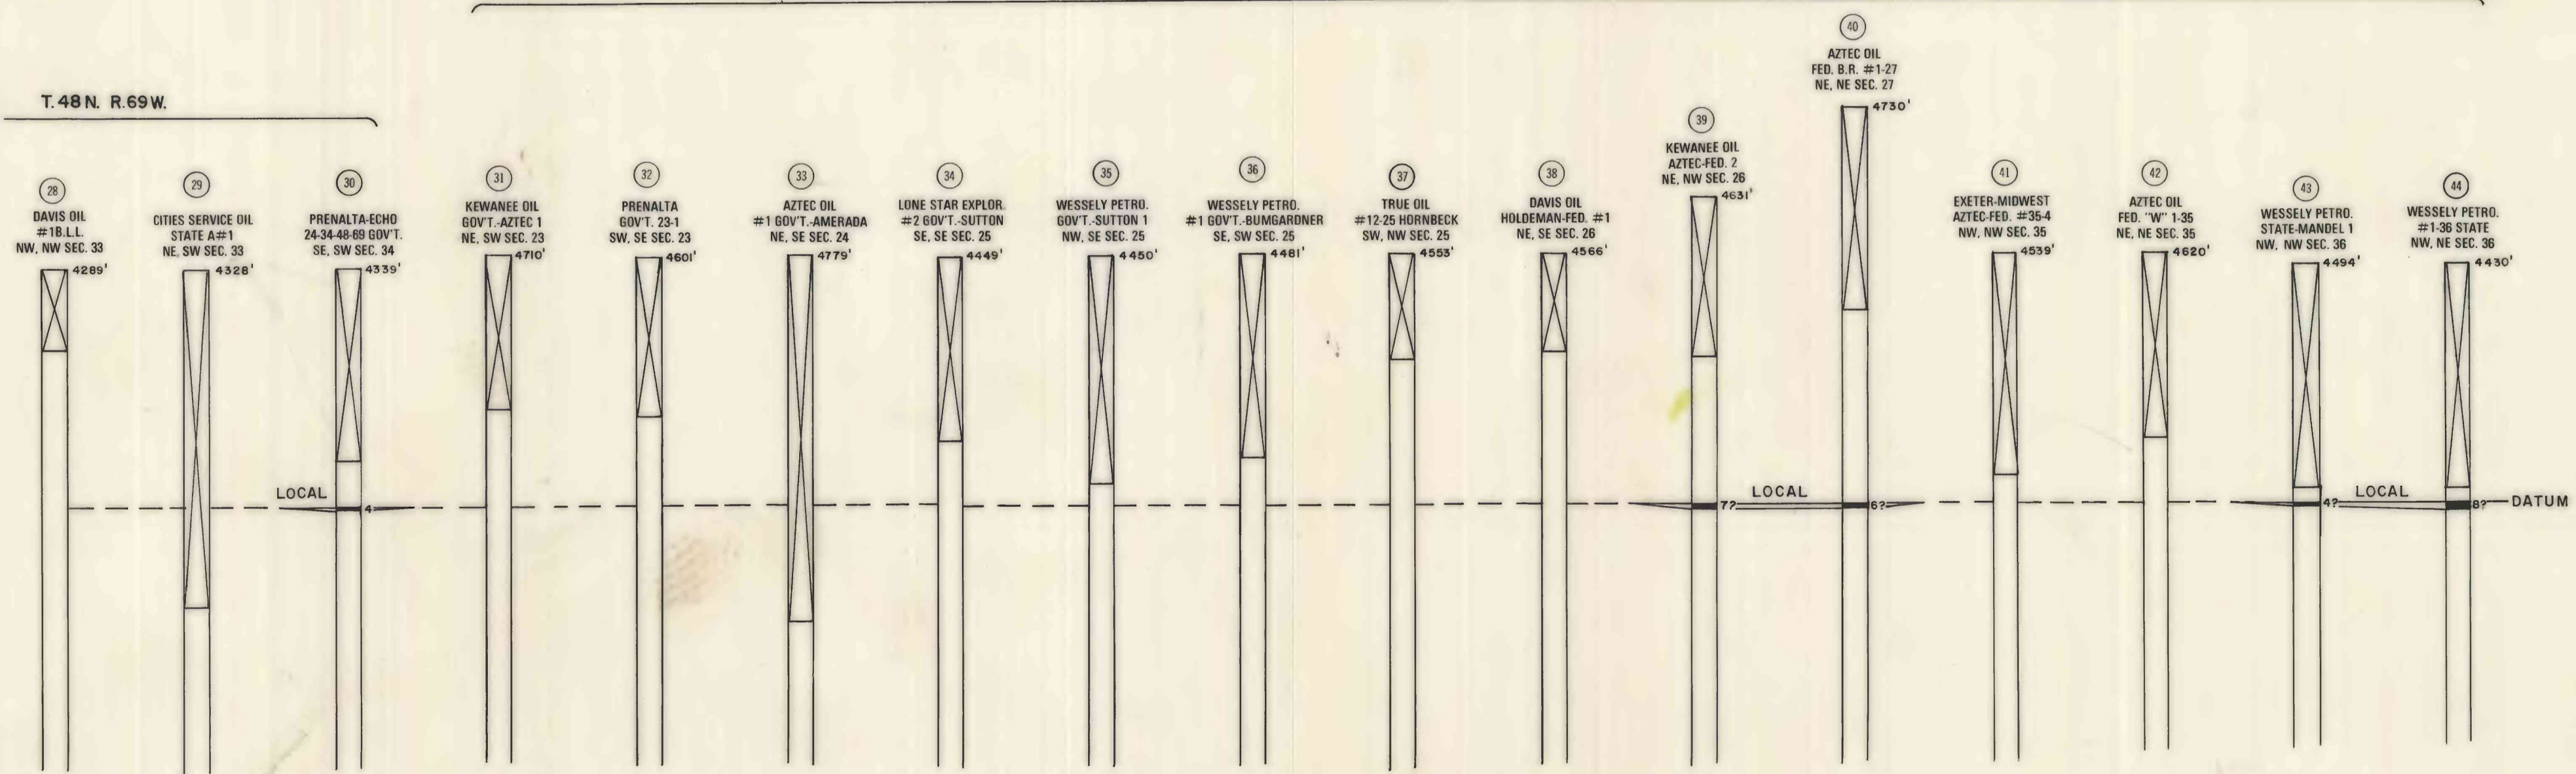 T. 48 N. R. 69 W.
28
DAVIS OIL
#1B.L.L.
NW, NW SEC. 33
4289'
29
CITIES SERVICE OIL
STATE A#1
NE, SW SEC. 33
4328'
30
PRENALTA-ECHO
24-34-48-69 GOV'T.
SE, SW SEC. 34
4339'
31
KEWANEE OIL
GOV'T.-AZTEC 1
NE, SW SEC. 23
4710'
32
PRENALTA
GOV'T. 23-1
SW, SE SEC. 23
4601'
33
AZTEC OIL
#1 GOV'T.-AMERADA
NE, SE SEC. 24
4779'
34
LONE STAR EXPLOR.
#2 GOV'T.-SUTTON
SE, SE SEC. 25
4449'
35
WESSELY PETRO.
GOV'T.-SUTTON 1
NW, SE SEC. 25
4450'
36
WESSELY PETRO.
#1 GOV'T.-BUMGARDNER
SE, SW SEC. 25
4481'
37
TRUE OIL
#12-25 HORNBECK
SW, NW SEC. 25
4553'
38
DAVIS OIL
HOLDEMAN-FED. #1
NE, SE SEC. 26
4566'
39
KEWANEE OIL
AZTEC-FED. 2
NE, NW SEC. 26
4631'
40
AZTEC OIL
FED. B.R. #1-27
NE, NE SEC. 27
4730'
41
EXETER-MIDWEST
AZTEC-FED. #35-4
NW, NW SEC. 35
4539'
42
AZTEC OIL
FED. "W" 1-35
NE, NE SEC. 35
4620'
43
WESSELY PETRO.
STATE-MANDEL 1
NW, NW SEC. 36
4494'
44
WESSELY PETRO.
#1-36 STATE
NW, NE SEC. 36
4430'
LOCAL
4
7?
LOCAL
6?
4?
LOCAL
8?
DATUM